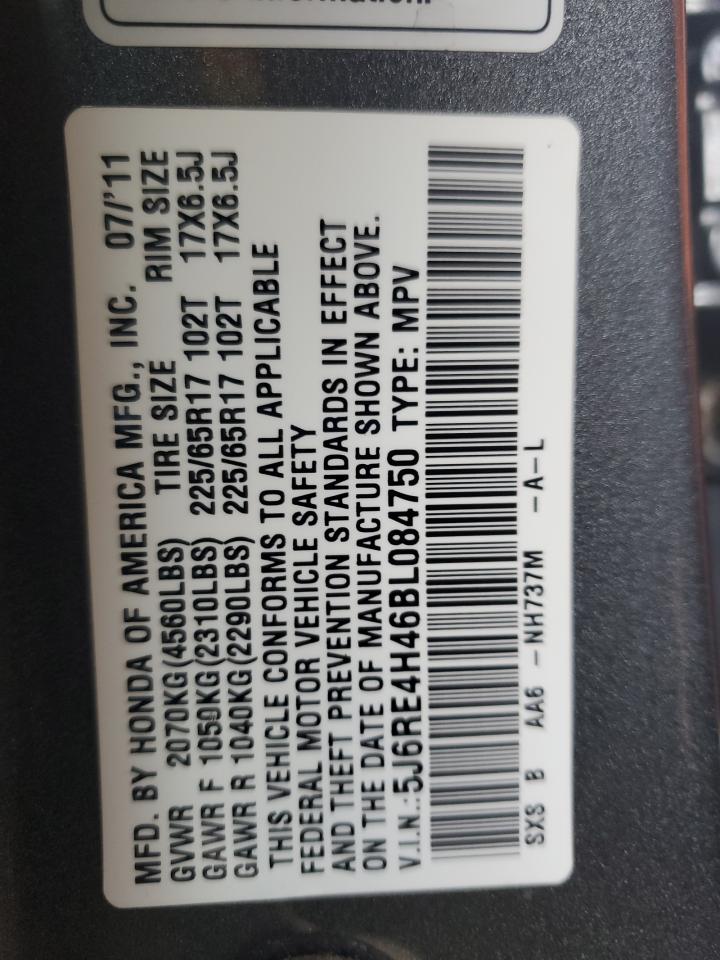 MFD. BY HONDA OF AMERICA MFG., INC. 07/'11
GVWR 2070KG(4560LBS) TIRE SIZE RIM SIZE
GAWR F 1050KG(2310LBS) 225/65R17 102T 17X6.5J
GAWR R 1040KG(2290LBS) 225/65R17 102T 17X6.5J
THIS VEHICLE CONFORMS TO ALL APPLICABLE
FEDERAL MOTOR VEHICLE SAFETY
AND THEFT PREVENTION STANDARDS IN EFFECT
ON THE DATE OF MANUFACTURE SHOWN ABOVE.
V.I.N.:5J6RE4H46BL084750 TYPE: MPV
SXS B AA6 -NH737M -A-L